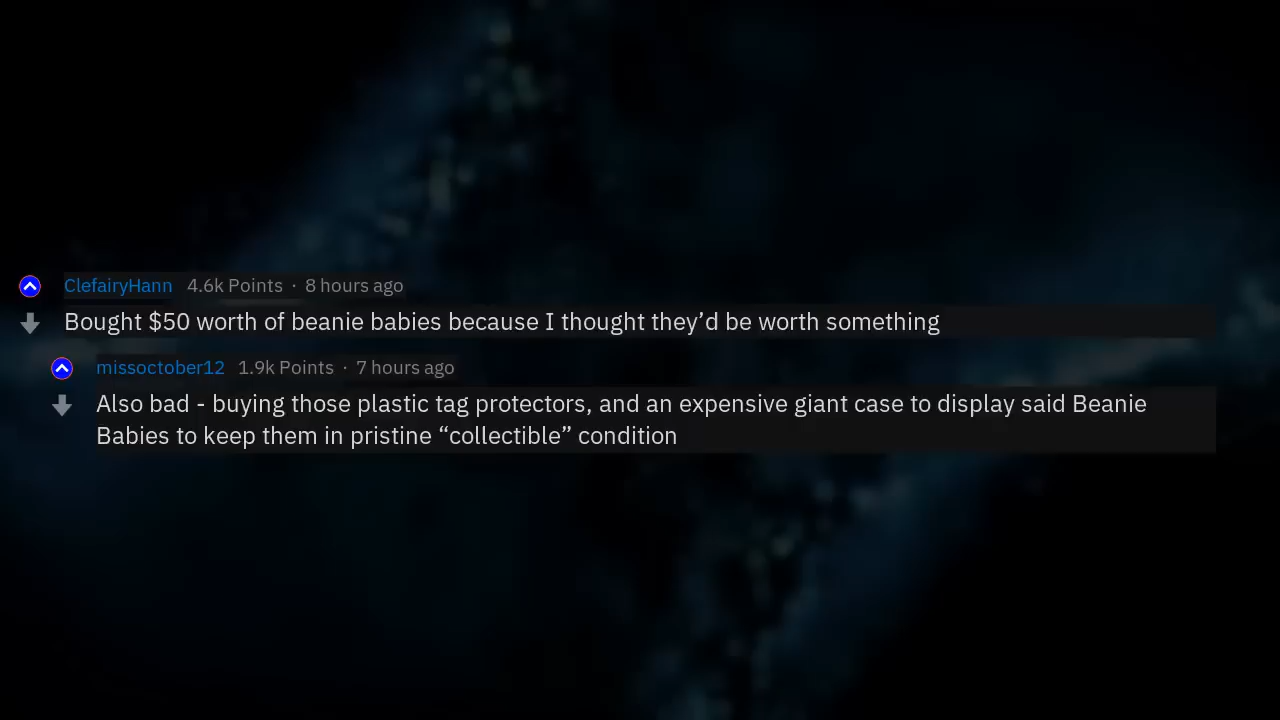 ClefairyHann 4.6k Points · 8 hours ago
Bought $50 worth of beanie babies because I thought they’d be worth something
missoctober12 1.9k Points · 7 hours ago
Also bad - buying those plastic tag protectors, and an expensive giant case to display said Beanie
Babies to keep them in pristine “collectible” condition